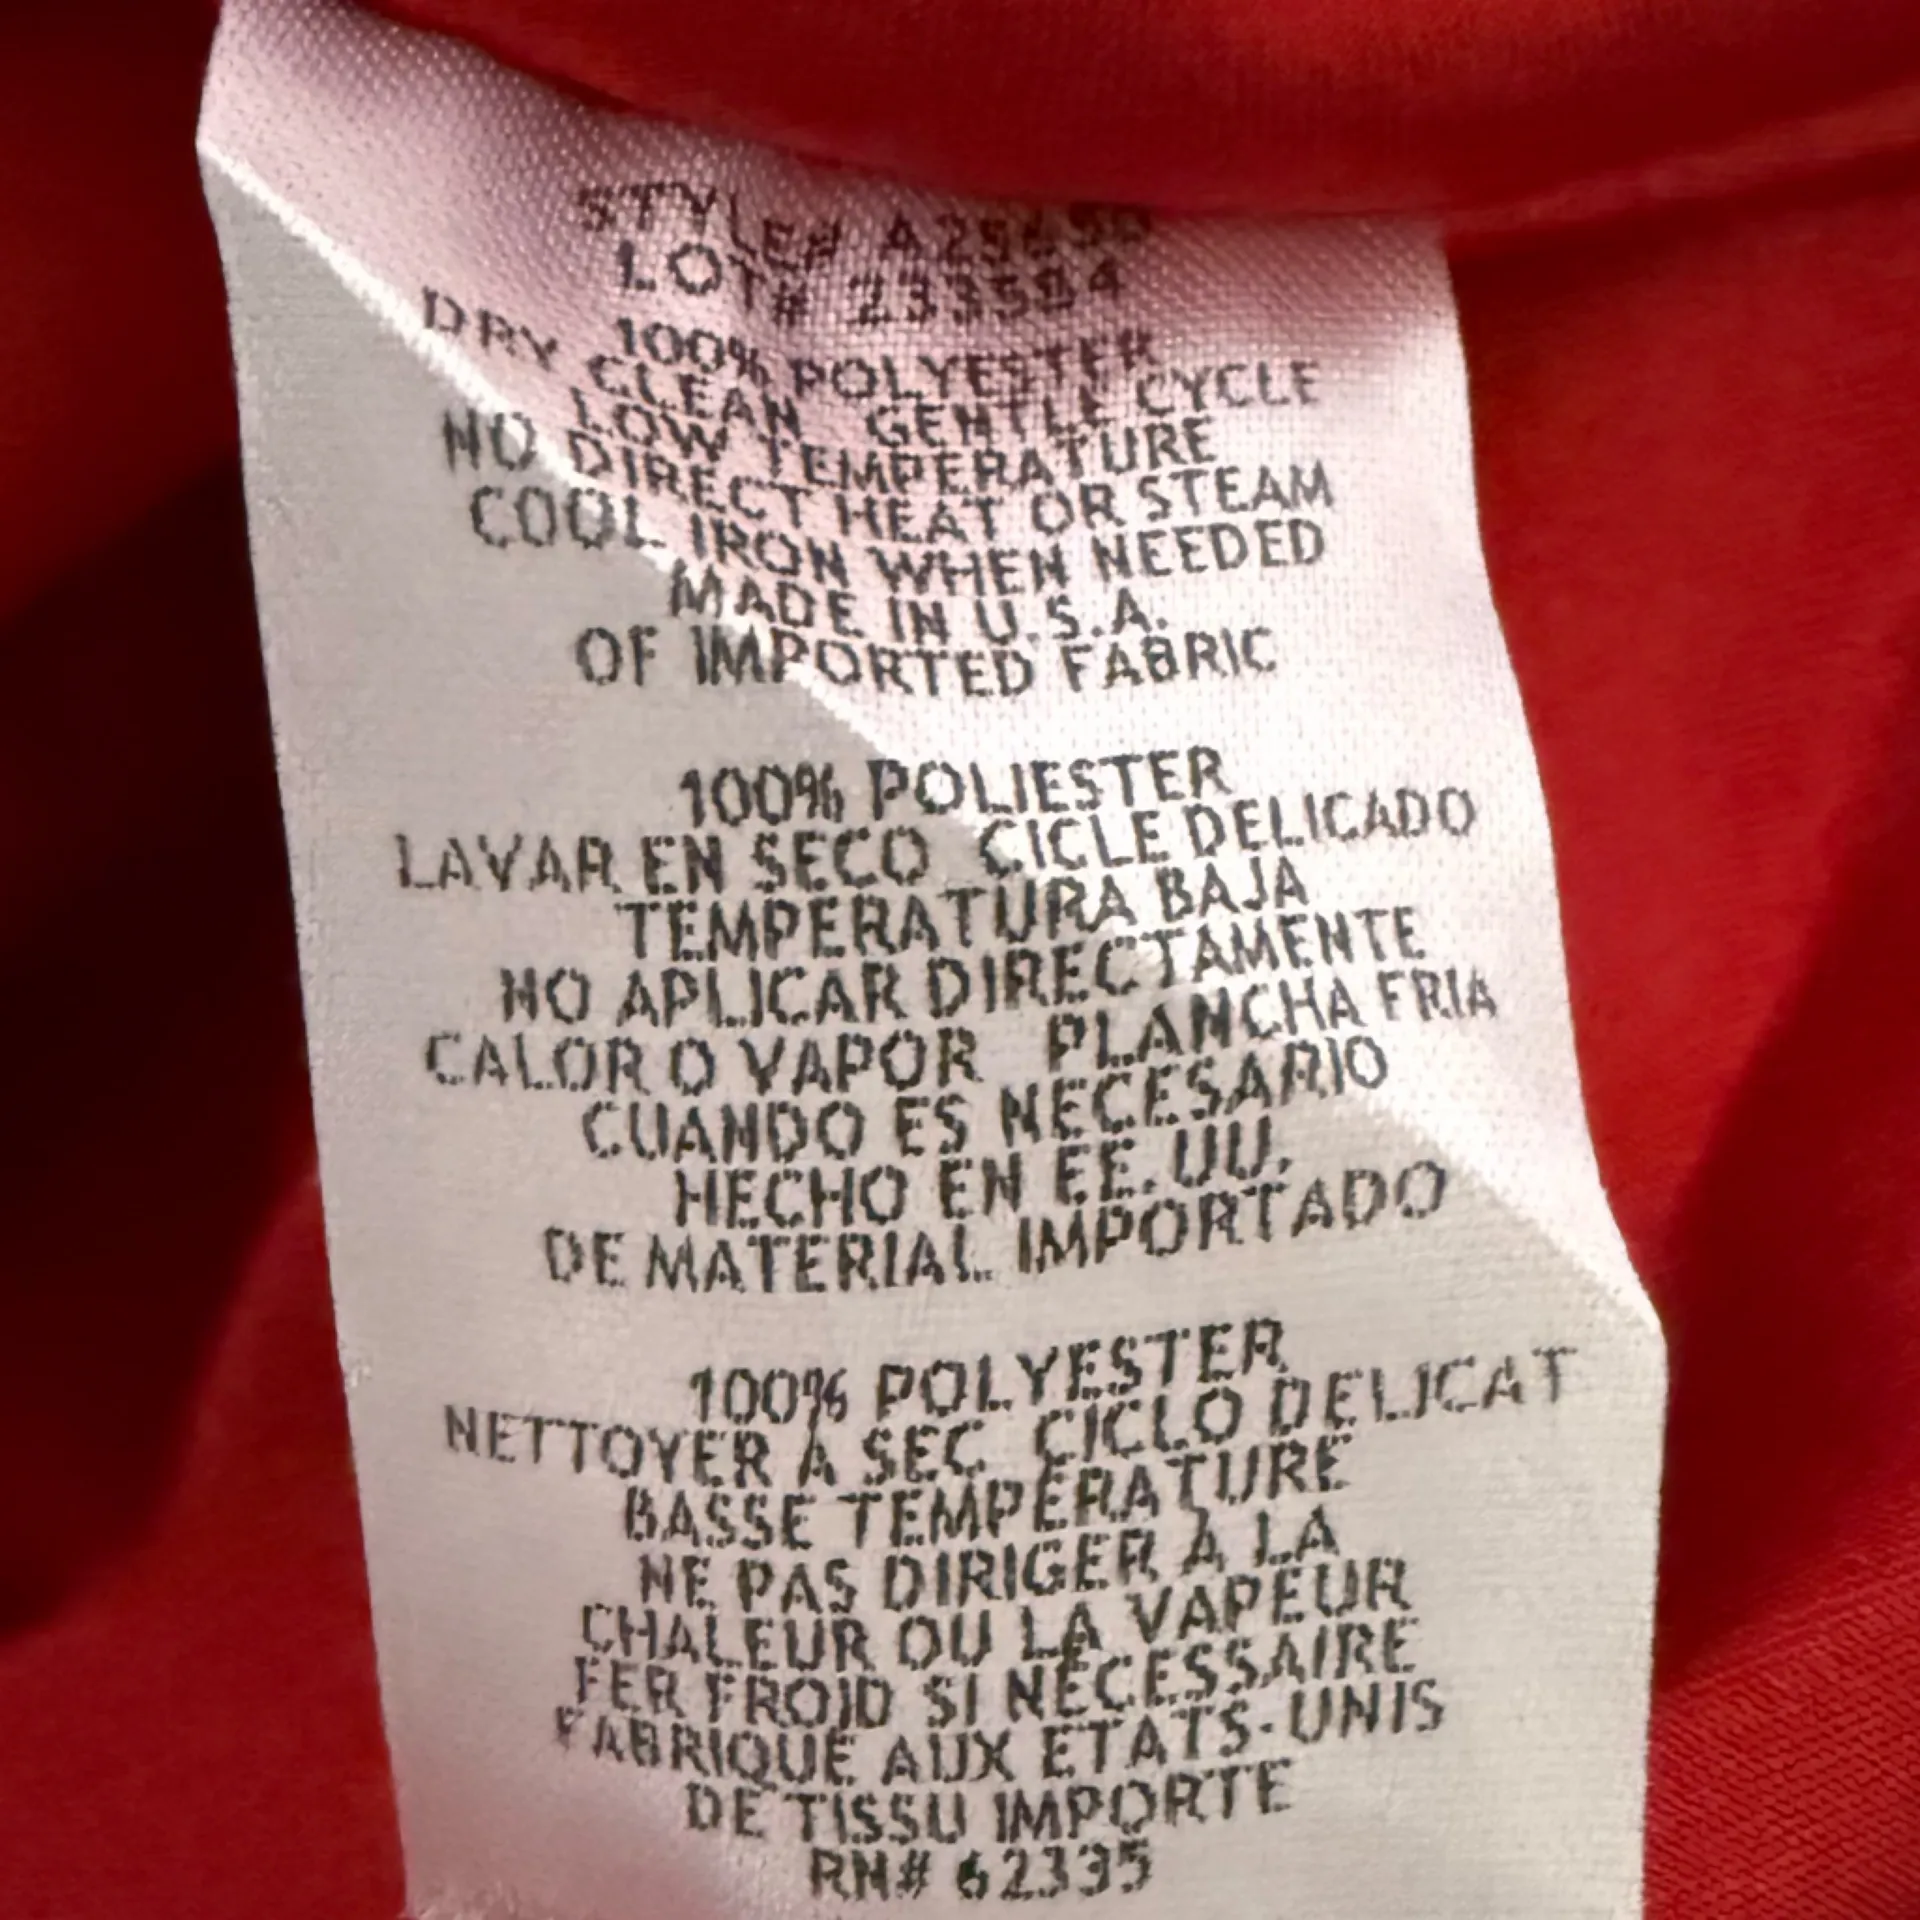 STYLE#
LOT# 233504
100% POLYESTER
DRY CLEAN GENTLE CYCLE
LOW TEMPERATURE
NO DIRECT HEAT OR STEAM
COOL IRON WHEN NEEDED
MADE IN U.S.A.
OF IMPORTED FABRIC
100% POLIESTER
LAVAR EN SECO CICLE DELICADO
TEMPERATURA BAJA
NO APLICAR DIRECTAMENTE
CALOR O VAPOR PLANCHA FRIA
CUANDO ES NECESARIO
HECHO EN EE.UU.
DE MATERIAL IMPORTADO
100% POLYESTER
NETTOYER A SEC CICLO DELICAT
BASSE TEMPERATURE
NE PAS DIRIGER A LA
CHALEUR OU LA VAPEUR
FER FROID SI NECESSAIRE
FABRIQUE AUX ETATS-UNIS
DE TISSU IMPORTE
RN# 62335